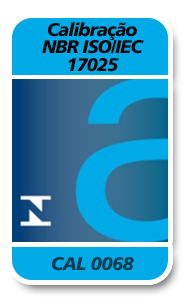 Calibração
NBR ISO/IEC
17025
a
CAL 0068